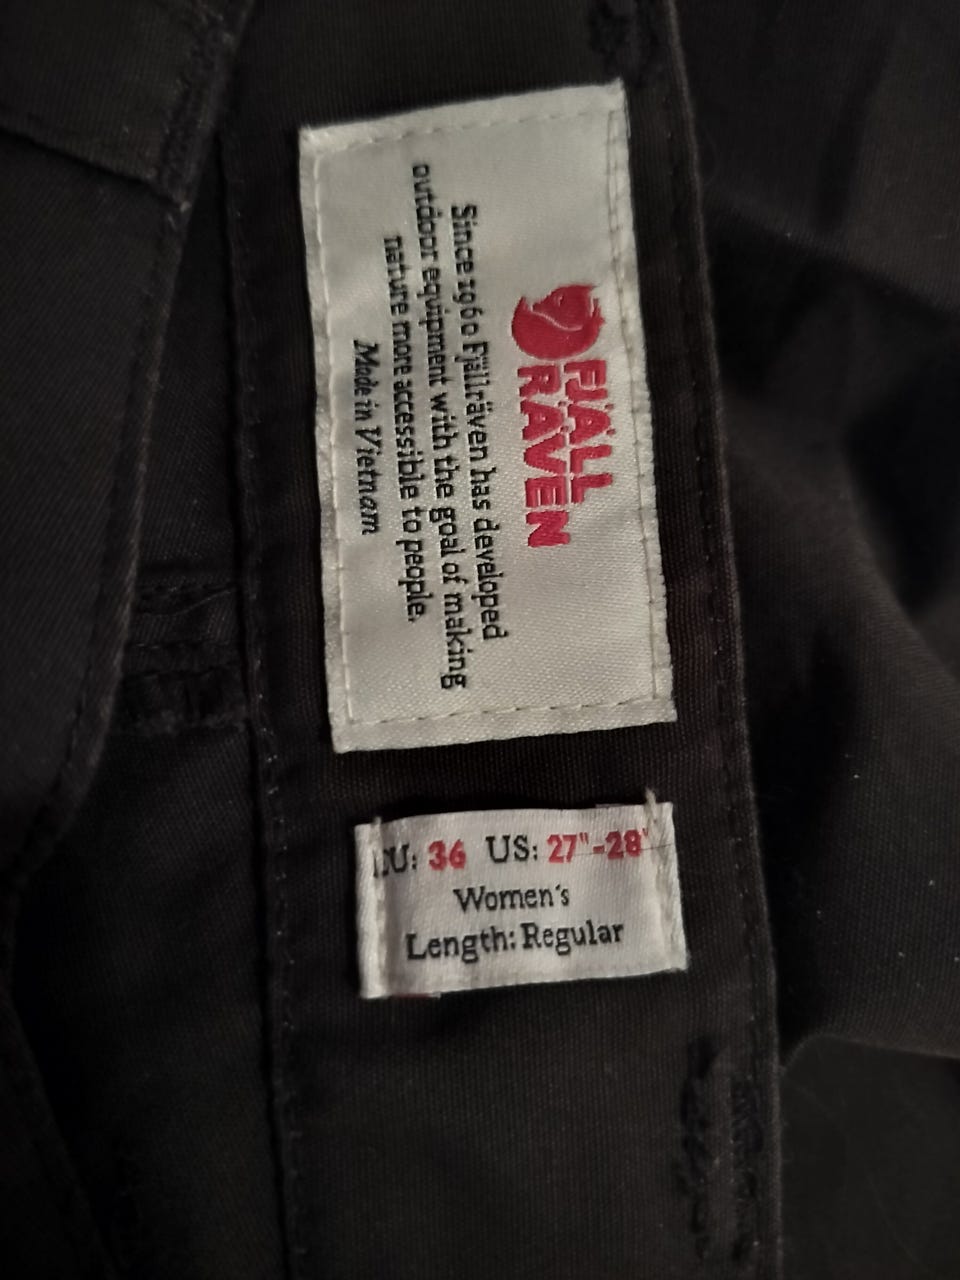 FJÄLL
RÄVEN
Since 1960 Fjällräven has developed
outdoor equipment with the goal of making
nature more accessible to people.
Made in Vietnam
EU: 36 US: 27"-28"
Women's
Length: Regular